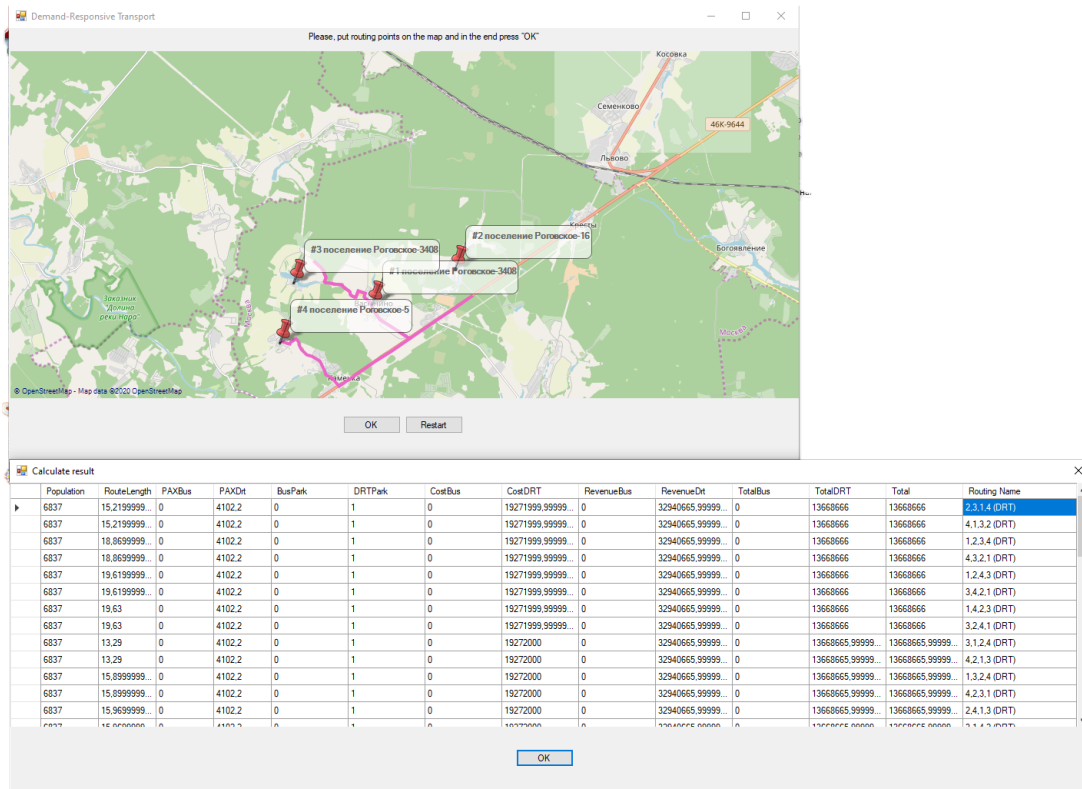 Demand-Responsive Transport
Please, put routing points on the map and in the end press "OK"
Косовка
Семенково
46К-9644
Львово
Кресты
#2 поселение Роговское-16
Богоявление
#3 поселение Роговское-3408
#1 поселение Роговское-3408
Заказник
"Долина
реки Нара"
Москва
#4 поселение Роговское-5
Москва
Каменка
© OpenStreetMap - Map data ©2020 OpenStreetMap
OK Restart
Calculate result
Population RouteLength PAXBus PAXDrt BusPark DRTPark CostBus CostDRT RevenueBus RevenueDrt TotalBus TotalDRT Total Routing Name
6837 15,2199999... 0 4102,2 0 1 0 19271999,99999... 0 32940665,99999... 0 13668666 13668666 2,3,1,4 (DRT)
6837 15,2199999... 0 4102,2 0 1 0 19271999,99999... 0 32940665,99999... 0 13668666 13668666 4,1,3,2 (DRT)
6837 18,8699999... 0 4102,2 0 1 0 19271999,99999... 0 32940665,99999... 0 13668666 13668666 1,2,3,4 (DRT)
6837 18,8699999... 0 4102,2 0 1 0 19271999,99999... 0 32940665,99999... 0 13668666 13668666 4,3,2,1 (DRT)
6837 19,6199999... 0 4102,2 0 1 0 19271999,99999... 0 32940665,99999... 0 13668666 13668666 1,2,4,3 (DRT)
6837 19,6199999... 0 4102,2 0 1 0 19271999,99999... 0 32940665,99999... 0 13668666 13668666 3,4,2,1 (DRT)
6837 19,63 0 4102,2 0 1 0 19271999,99999... 0 32940665,99999... 0 13668666 13668666 1,4,2,3 (DRT)
6837 19,63 0 4102,2 0 1 0 19271999,99999... 0 32940665,99999... 0 13668666 13668666 3,2,4,1 (DRT)
6837 13,29 0 4102,2 0 1 0 19272000 0 32940665,99999... 0 13668665,99999... 13668665,99999... 3,1,2,4 (DRT)
6837 13,29 0 4102,2 0 1 0 19272000 0 32940665,99999... 0 13668665,99999... 13668665,99999... 4,2,1,3 (DRT)
6837 15,8999999... 0 4102,2 0 1 0 19272000 0 32940665,99999... 0 13668665,99999... 13668665,99999... 1,3,2,4 (DRT)
6837 15,8999999... 0 4102,2 0 1 0 19272000 0 32940665,99999... 0 13668665,99999... 13668665,99999... 4,2,3,1 (DRT)
6837 15,9699999... 0 4102,2 0 1 0 19272000 0 32940665,99999... 0 13668665,99999... 13668665,99999... 2,4,1,3 (DRT)
OK